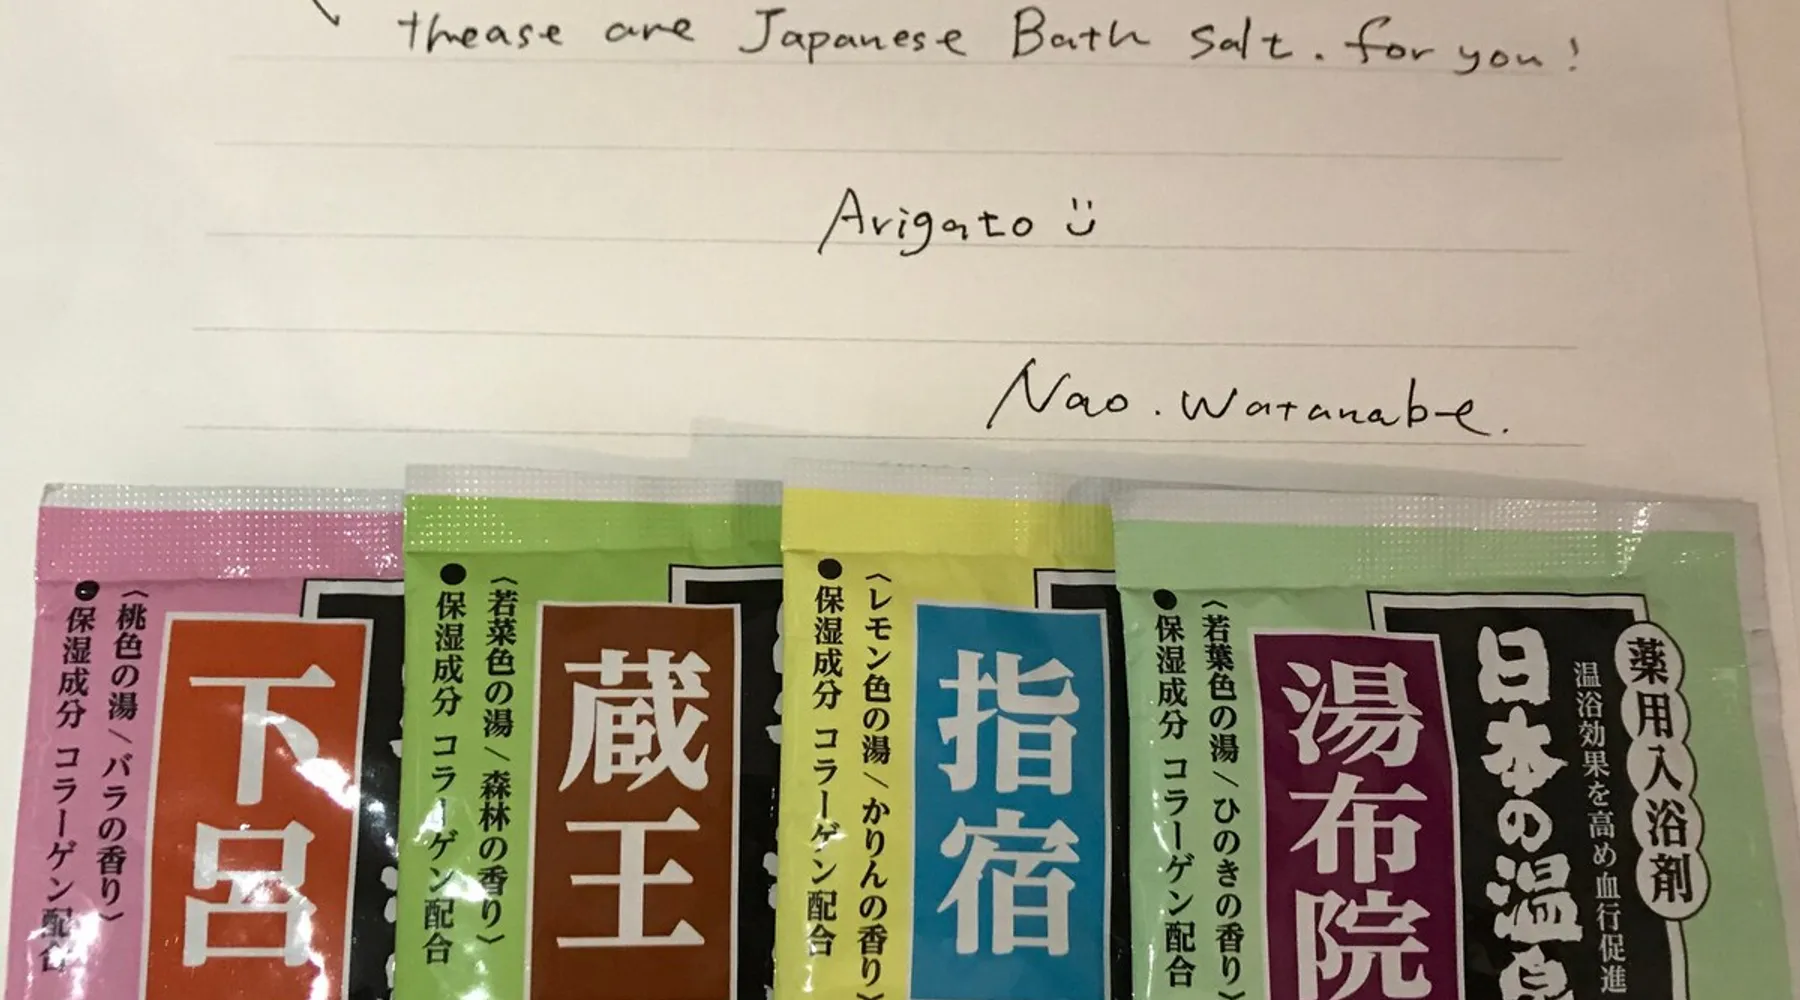 thease are Japanese Bath salt. for you!
Arigato
Nao. Watanabe.
〈桃色の湯／バラの香り〉
●保湿成分 コラーゲン配合
下呂
〈若菜色の湯／森林の香り〉
●保湿成分 コラーゲン配合
蔵王
〈レモン色の湯／かりんの香り〉
●保湿成分 コラーゲン配合
指宿
薬用入浴剤
温浴効果を高め血行促進
日本の温泉
湯布院
〈若葉色の湯／ひのきの香り〉
●保湿成分 コラーゲン配合